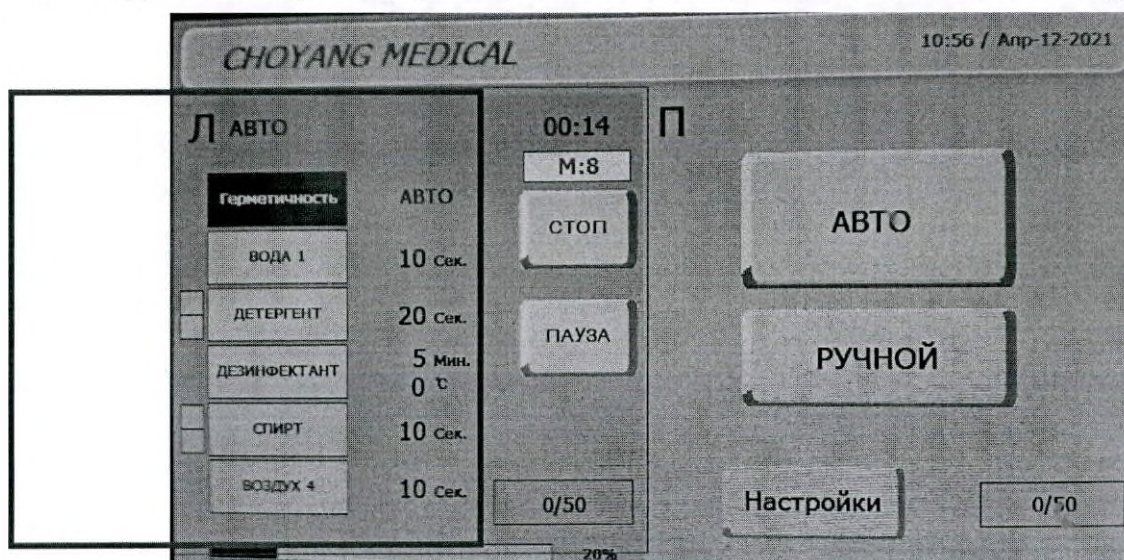 CHOYANG MEDICAL
10:56 / Апр-12-2021
Л АВТО
00:14
М:8
Герметичность АВТО
ВОДА 1 10 Сек.
ДЕТЕРГЕНТ 20 Сек.
ДЕЗИНФЕКТАНТ 5 Мин.
0 ℃
СПИРТ 10 Сек.
ВОЗДУХ 4 10 Сек.
20%
СТОП
ПАУЗА
0/50
П
АВТО
РУЧНОЙ
Настройки
0/50